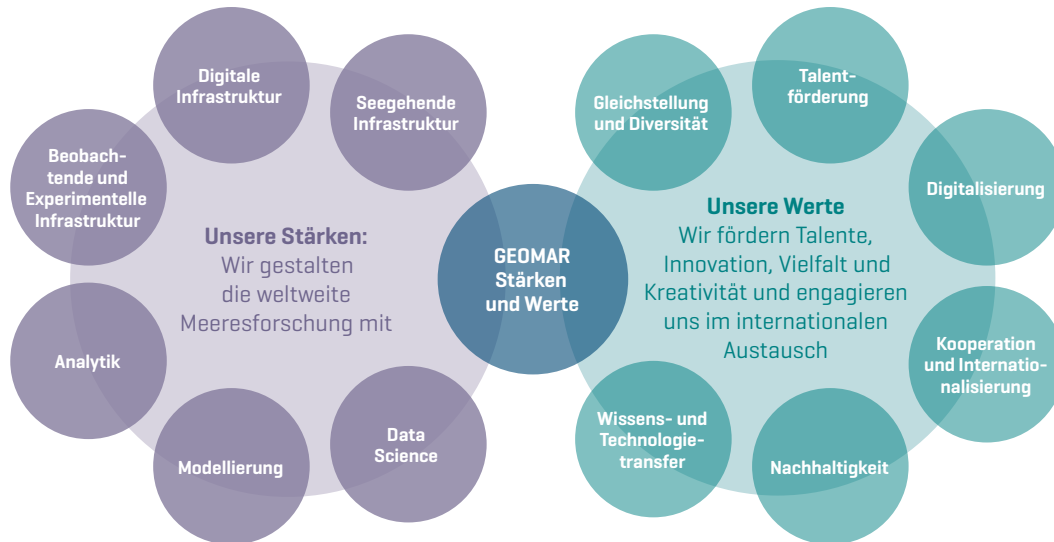 Digitale
Infrastruktur
Seegehende
Infrastruktur
Beobach-
tende und
Experimentelle
Infrastruktur
Unsere Stärken:
Wir gestalten
die weltweite
Meeresforschung mit
Analytik
Modellierung
Data
Science
GEOMAR
Stärken
und Werte
Gleichstellung
und Diversität
Talent-
förderung
Digitalisierung
Unsere Werte
Wir fördern Talente,
Innovation, Vielfalt und
Kreativität und engagieren
uns im internationalen
Austausch
Kooperation
und Internatio-
nalisierung
Wissens- und
Technologie-
transfer
Nachhaltigkeit